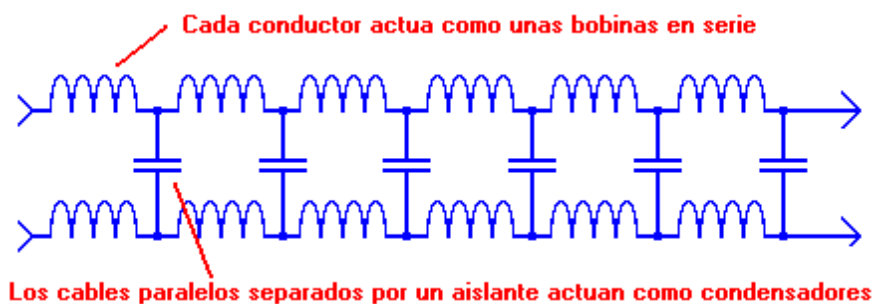 Cada conductor actua como unas bobinas en serie
Los cables paralelos separados por un aislante actuan como condensadores